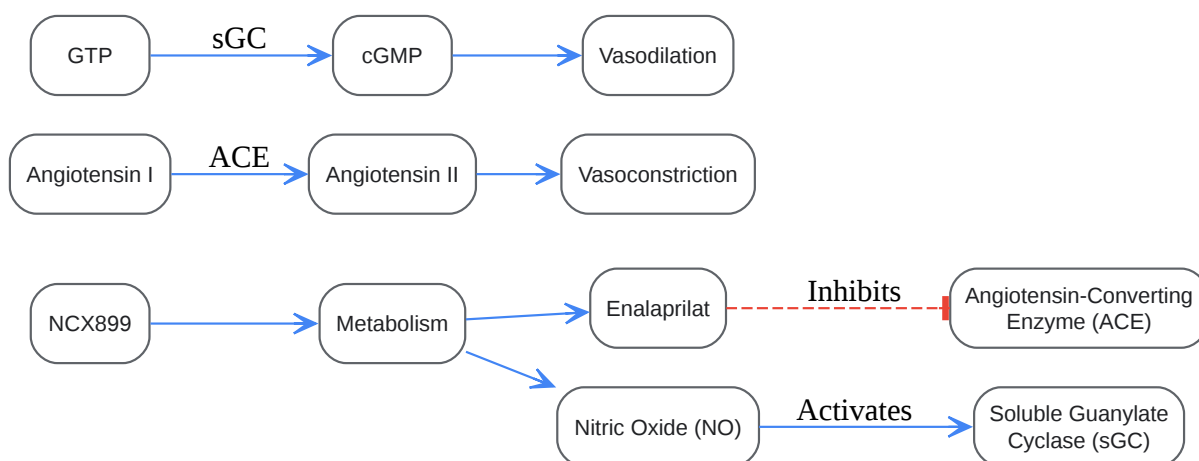 GTP
sGC
cGMP
Vasodilation
Angiotensin I
ACE
Angiotensin II
Vasoconstriction
NCX899
Metabolism
Enalaprilat
Inhibits
Angiotensin-Converting
Enzyme (ACE)
Nitric Oxide (NO)
Activates
Soluble Guanylate
Cyclase (sGC)